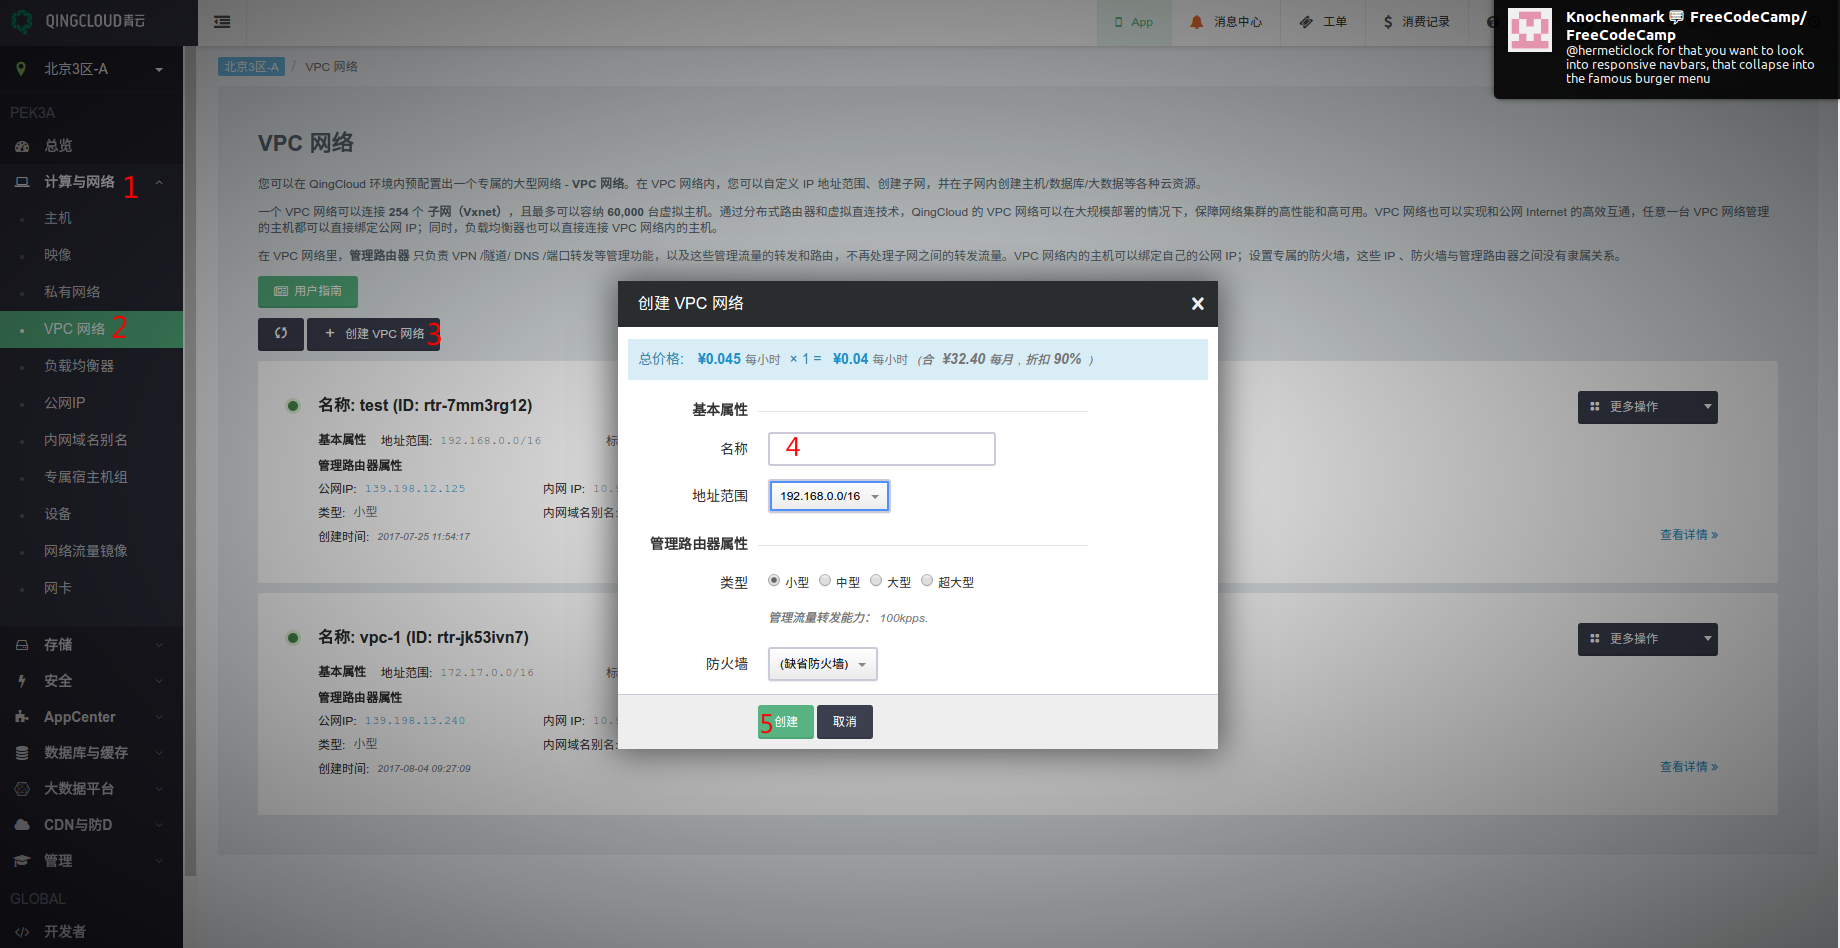 QINGCLOUD青云
App
消息中心
工单
$ 消费记录
Knochenmark 💬 FreeCodeCamp/
FreeCodeCamp
@hermeticlock for that you want to look
into responsive navbars, that collapse into
the famous burger menu
北京3区-A
北京3区-A / VPC 网络
PEK3A
总览
计算与网络 1
主机
映像
私有网络
VPC 网络 2
负载均衡器
公网IP
内网域名别名
专属宿主机组
设备
网络流量镜像
网卡
存储
安全
AppCenter
数据库与缓存
大数据平台
CDN与防D
管理
GLOBAL
开发者
VPC 网络
您可以在 QingCloud 环境内预配置出一个专属的大型网络 - VPC 网络。在 VPC 网络内，您可以自定义 IP 地址范围、创建子网，并在子网内创建主机/数据库/大数据等各种云资源。
一个 VPC 网络可以连接 254 个 子网（Vxnet），且最多可以容纳 60,000 台虚拟主机。通过分布式路由器和虚拟直连技术，QingCloud 的 VPC 网络可以在大规模部署的情况下，保障网络集群的高性能和高可用。VPC 网络也可以实现和公网 Internet 的高效互通，任意一台 VPC 网络管理
的主机都可以直接绑定公网 IP；同时，负载均衡器也可以直接连接 VPC 网络内的主机。
在 VPC 网络里，管理路由器 只负责 VPN /隧道/ DNS /端口转发等管理功能，以及这些管理流量的转发和路由，不再处理子网之间的转发流量。VPC 网络内的主机可以绑定自己的公网 IP；设置专属的防火墙，这些 IP 、防火墙与管理路由器之间没有隶属关系。
用户指南
+ 创建 VPC 网络 3
名称: test (ID: rtr-7mm3rg12)
更多操作
基本属性 地址范围: 192.168.0.0/16 标
管理路由器属性
公网IP: 139.198.12.125 内网 IP: 10.
类型: 小型 内网域名别名:
创建时间: 2017-07-25 11:54:17
查看详情 »
名称: vpc-1 (ID: rtr-jk53ivn7)
更多操作
基本属性 地址范围: 172.17.0.0/16 标
管理路由器属性
公网IP: 139.198.13.240 内网 IP: 10.
类型: 小型 内网域名别名:
创建时间: 2017-08-04 09:27:09
查看详情 »
创建 VPC 网络 ×
总价格: ¥0.045 每小时 × 1 = ¥0.04 每小时 (合 ¥32.40 每月 , 折扣 90% )
基本属性
名称 4
地址范围 192.168.0.0/16
管理路由器属性
类型 小型 中型 大型 超大型
管理流量转发能力: 100kpps.
防火墙 (缺省防火墙)
5 创建 取消